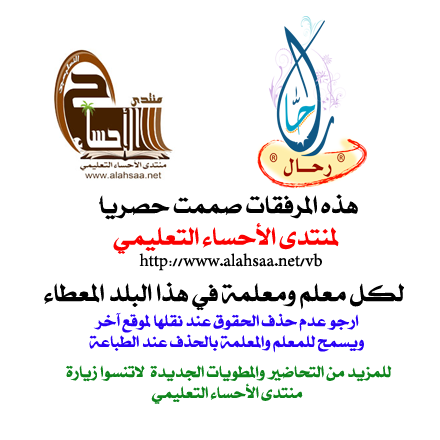 التعليمي
منتدى
الأحساء
منتدى الأحساء التعليمي
www.alahsaa.net
رحال
® رحـال ®
هذه المرفقات صممت حصريا
لمنتدى الأحساء التعليمي
http://www.alahsaa.net/vb
لكل معلم ومعلمة في هذا البلد المعطاء
ارجو عدم حذف الحقوق عند نقلها لموقع آخر
ويسمح للمعلم والمعلمة بالحذف عند الطباعة
للمزيد من التحاضير والمطويات الجديدة لاتنسوا زيارة
منتدى الأحساء التعليمي